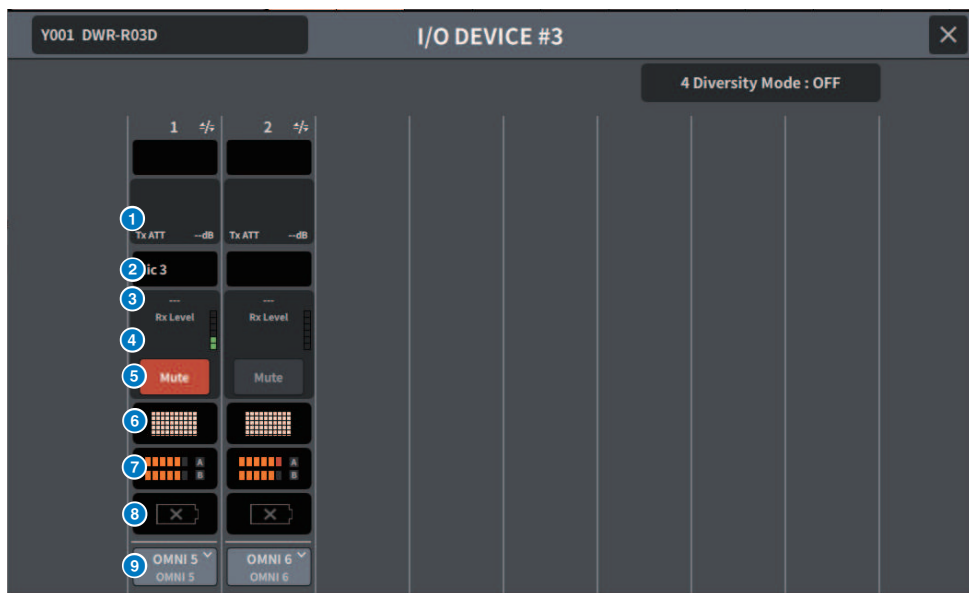 Y001 DWR-R03D
I/O DEVICE #3
4 Diversity Mode : OFF
1 +/- 2 +/-
1
Tx ATT --dB Tx ATT --dB
2 ic 3
3 --- ---
Rx Level Rx Level
4
5 Mute Mute
6
7 A A
B B
8
9 OMNI 5 OMNI 6
OMNI 5 OMNI 6